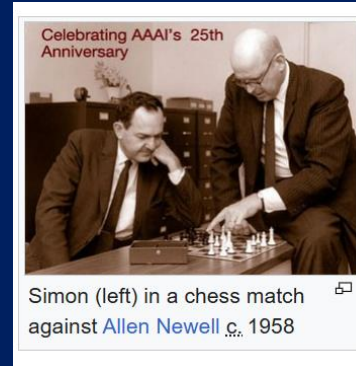 Celebrating AAAI's 25th
Anniversary
Simon (left) in a chess match
against Allen Newell c. 1958